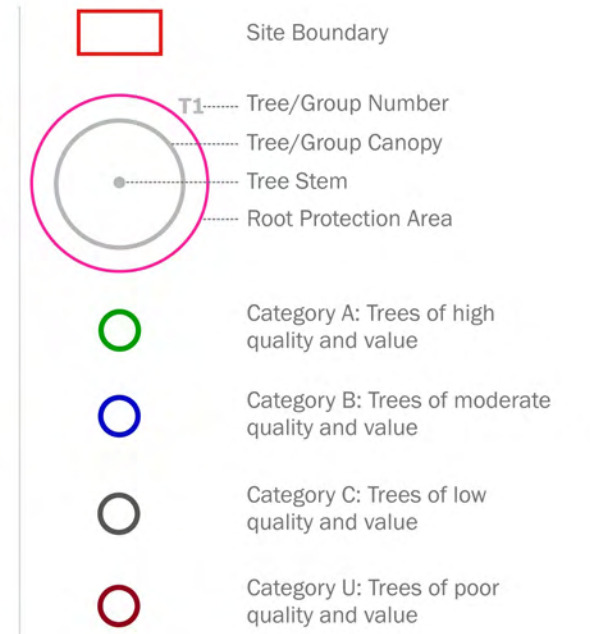 Site Boundary
T1
Tree/Group Number
Tree/Group Canopy
Tree Stem
Root Protection Area
Category A: Trees of high
quality and value
Category B: Trees of moderate
quality and value
Category C: Trees of low
quality and value
Category U: Trees of poor
quality and value